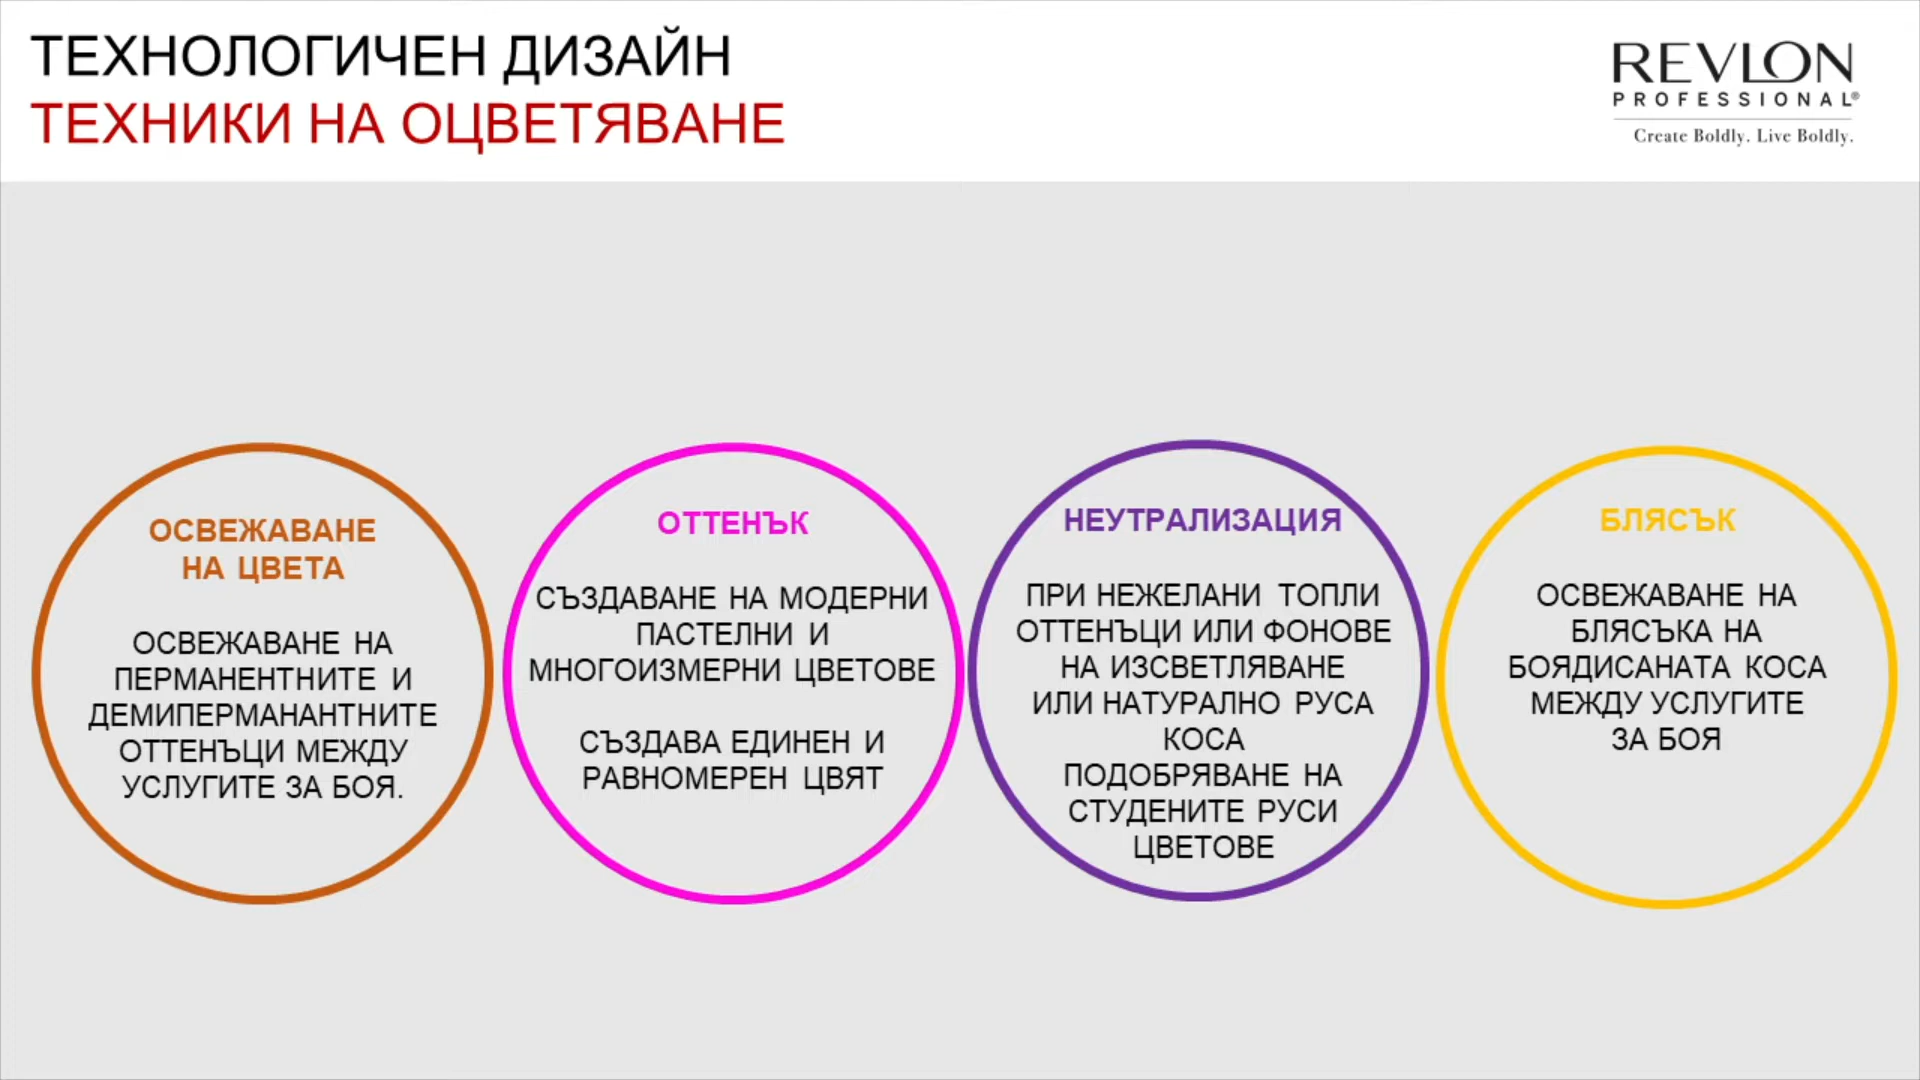 ТЕХНОЛОГИЧЕН ДИЗАЙН
ТЕХНИКИ НА ОЦВЕТЯВАНЕ
REVLON
PROFESSIONAL®
Create Boldly. Live Boldly.
ОСВЕЖАВАНЕ
НА ЦВЕТА
ОСВЕЖАВАНЕ НА
ПЕРМАНЕНТНИТЕ И
ДЕМИПЕРМАНАНТНИТЕ
ОТТЕНЪЦИ МЕЖДУ
УСЛУГИТЕ ЗА БОЯ.
ОТТЕНЪК
СЪЗДАВАНЕ НА МОДЕРНИ
ПАСТЕЛНИ И
МНОГОИЗМЕРНИ ЦВЕТОВЕ
СЪЗДАВА ЕДИНЕН И
РАВНОМЕРЕН ЦВЯТ
НЕУТРАЛИЗАЦИЯ
ПРИ НЕЖЕЛАНИ ТОПЛИ
ОТТЕНЪЦИ ИЛИ ФОНОВЕ
НА ИЗСВЕТЛЯВАНЕ
ИЛИ НАТУРАЛНО РУСА
КОСА
ПОДОБРЯВАНЕ НА
СТУДЕНИТЕ РУСИ
ЦВЕТОВЕ
БЛЯСЪК
ОСВЕЖАВАНЕ НА
БЛЯСЪКА НА
БОЯДИСАНАТА КОСА
МЕЖДУ УСЛУГИТЕ
ЗА БОЯ